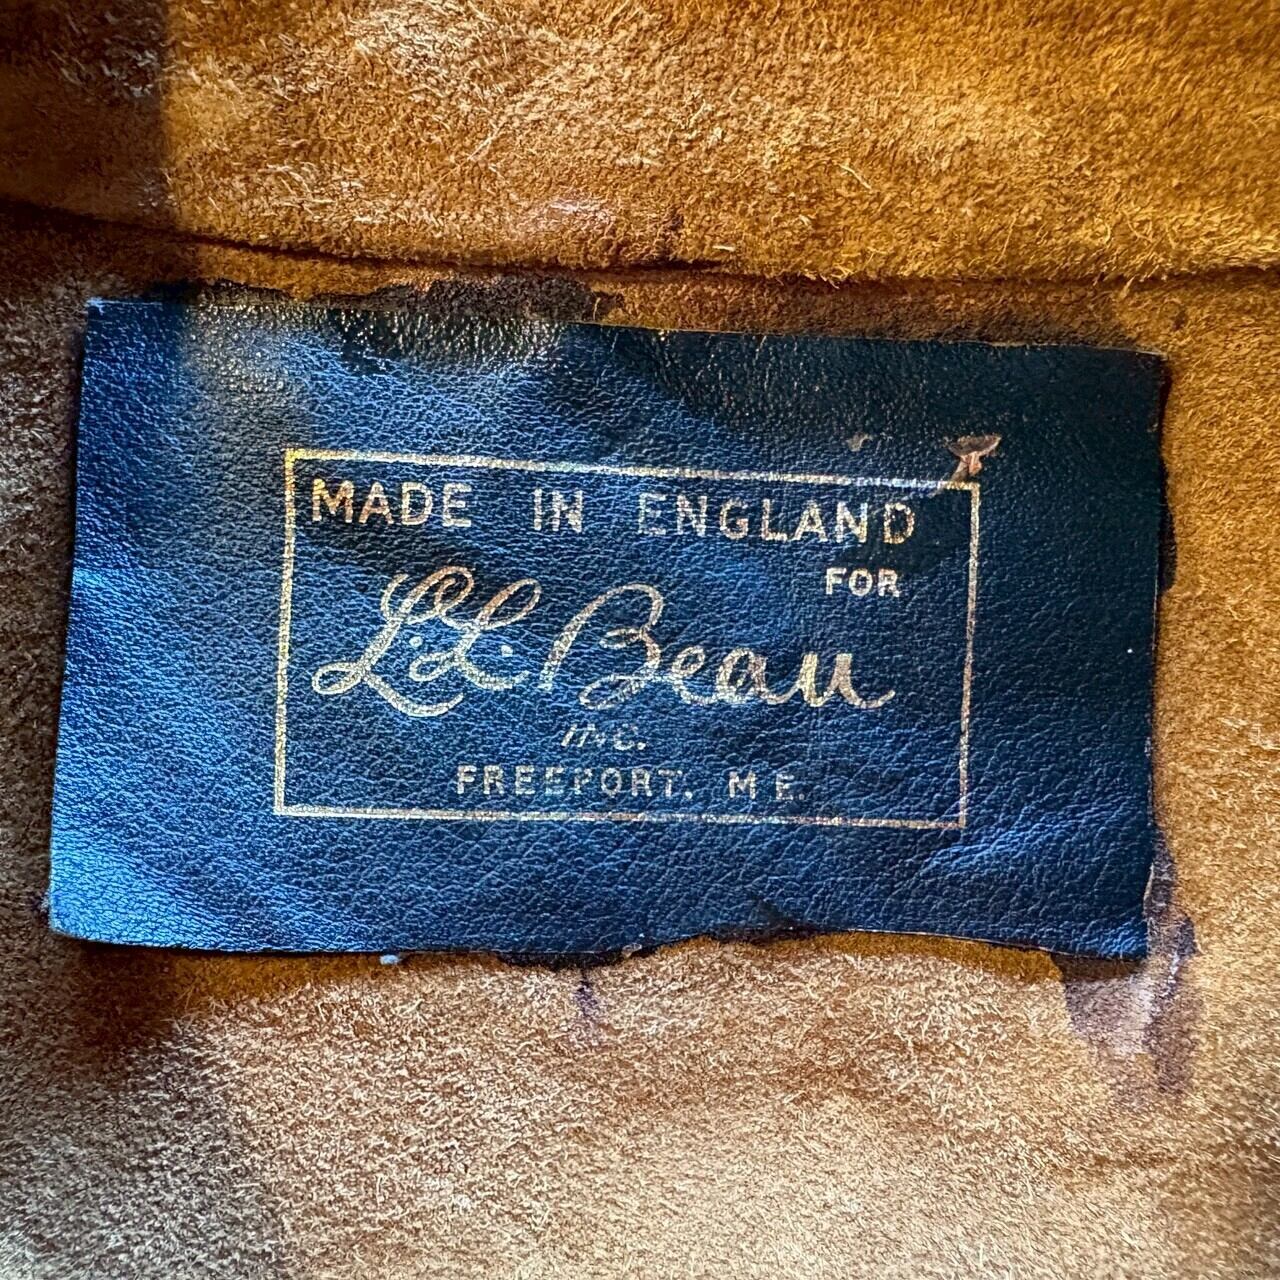 MADE IN ENGLAND
FOR
L.L. Bean
INC.
FREEPORT, ME.